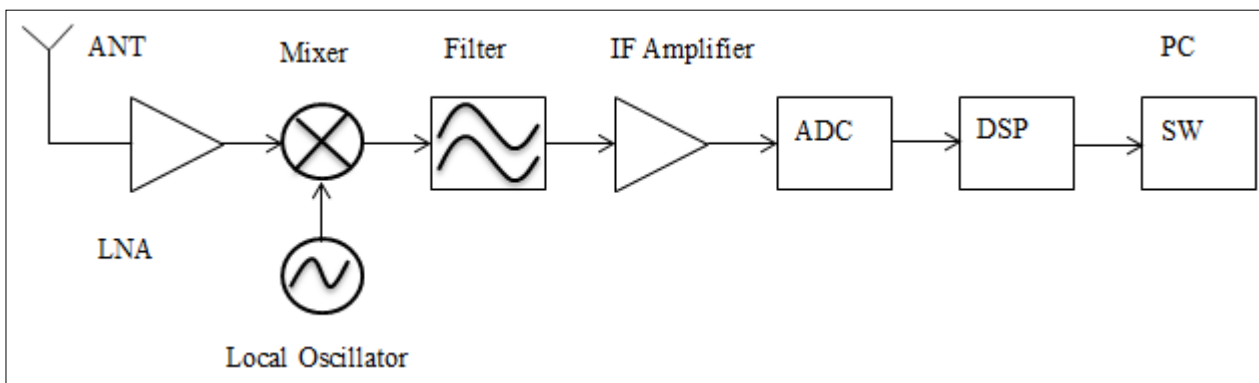 ANT
Mixer
Filter
IF Amplifier
PC
ADC
DSP
SW
LNA
Local Oscillator